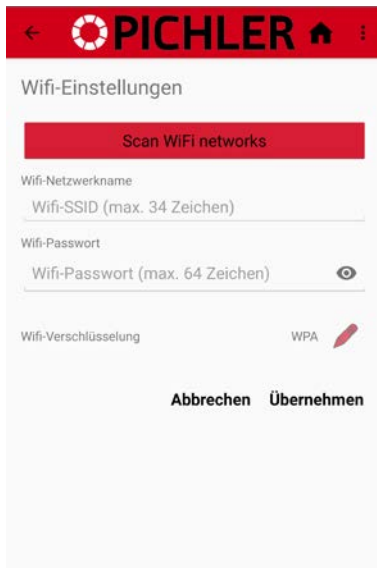 PICHLER
Wifi-Einstellungen
Scan WiFi networks
Wifi-Netzwerkname
Wifi-SSID (max. 34 Zeichen)
Wifi-Passwort
Wifi-Passwort (max. 64 Zeichen)
Wifi-Verschlüsselung WPA
Abbrechen Übernehmen